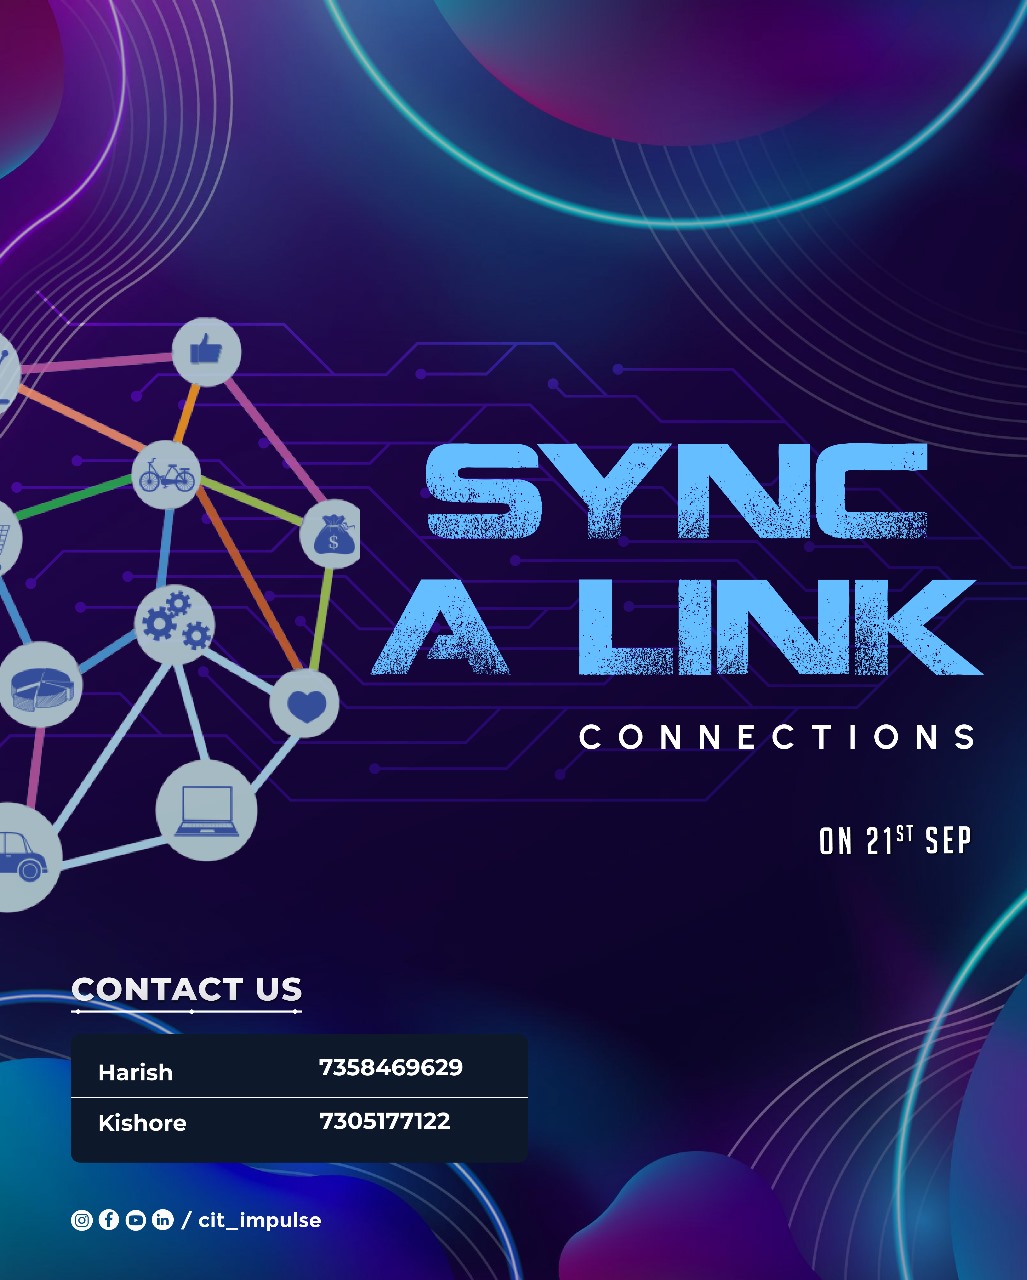 SYNC
A LINK
CONNECTIONS
ON 21ST SEP
CONTACT US
Harish 7358469629
Kishore 7305177122
/ cit_impulse